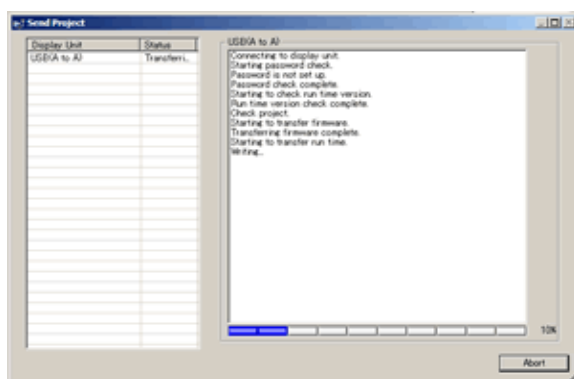 Send Project
Display Unit Status
USB(A to A) Transferri..
USB(A to A)
Connecting to display unit.
Starting password check.
Password is not set up.
Password check complete.
Starting to check run time version.
Run time version check complete.
Check project.
Starting to transfer firmware.
Transferring firmware complete.
Starting to transfer run time.
Writing..
10%
Abort